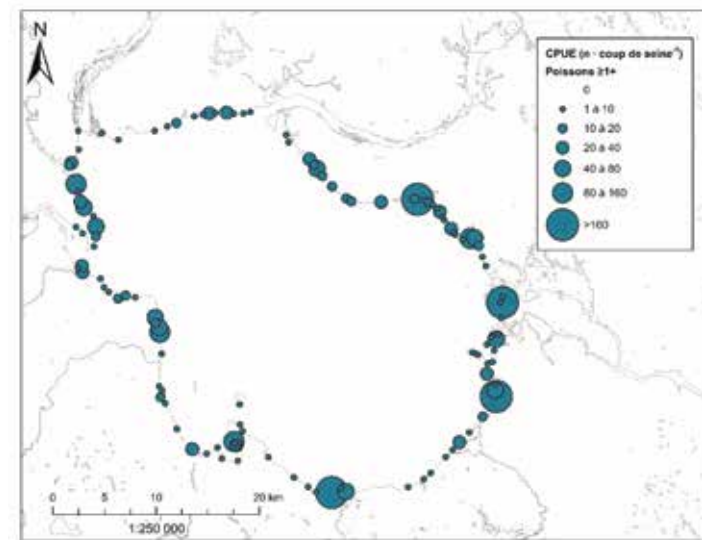 N
CPUE (n · coup de seine⁻¹)
Poissons ≥1+
0
1 à 10
10 à 20
20 à 40
40 à 80
80 à 160
>160
0 5 10 20 km
1:250 000